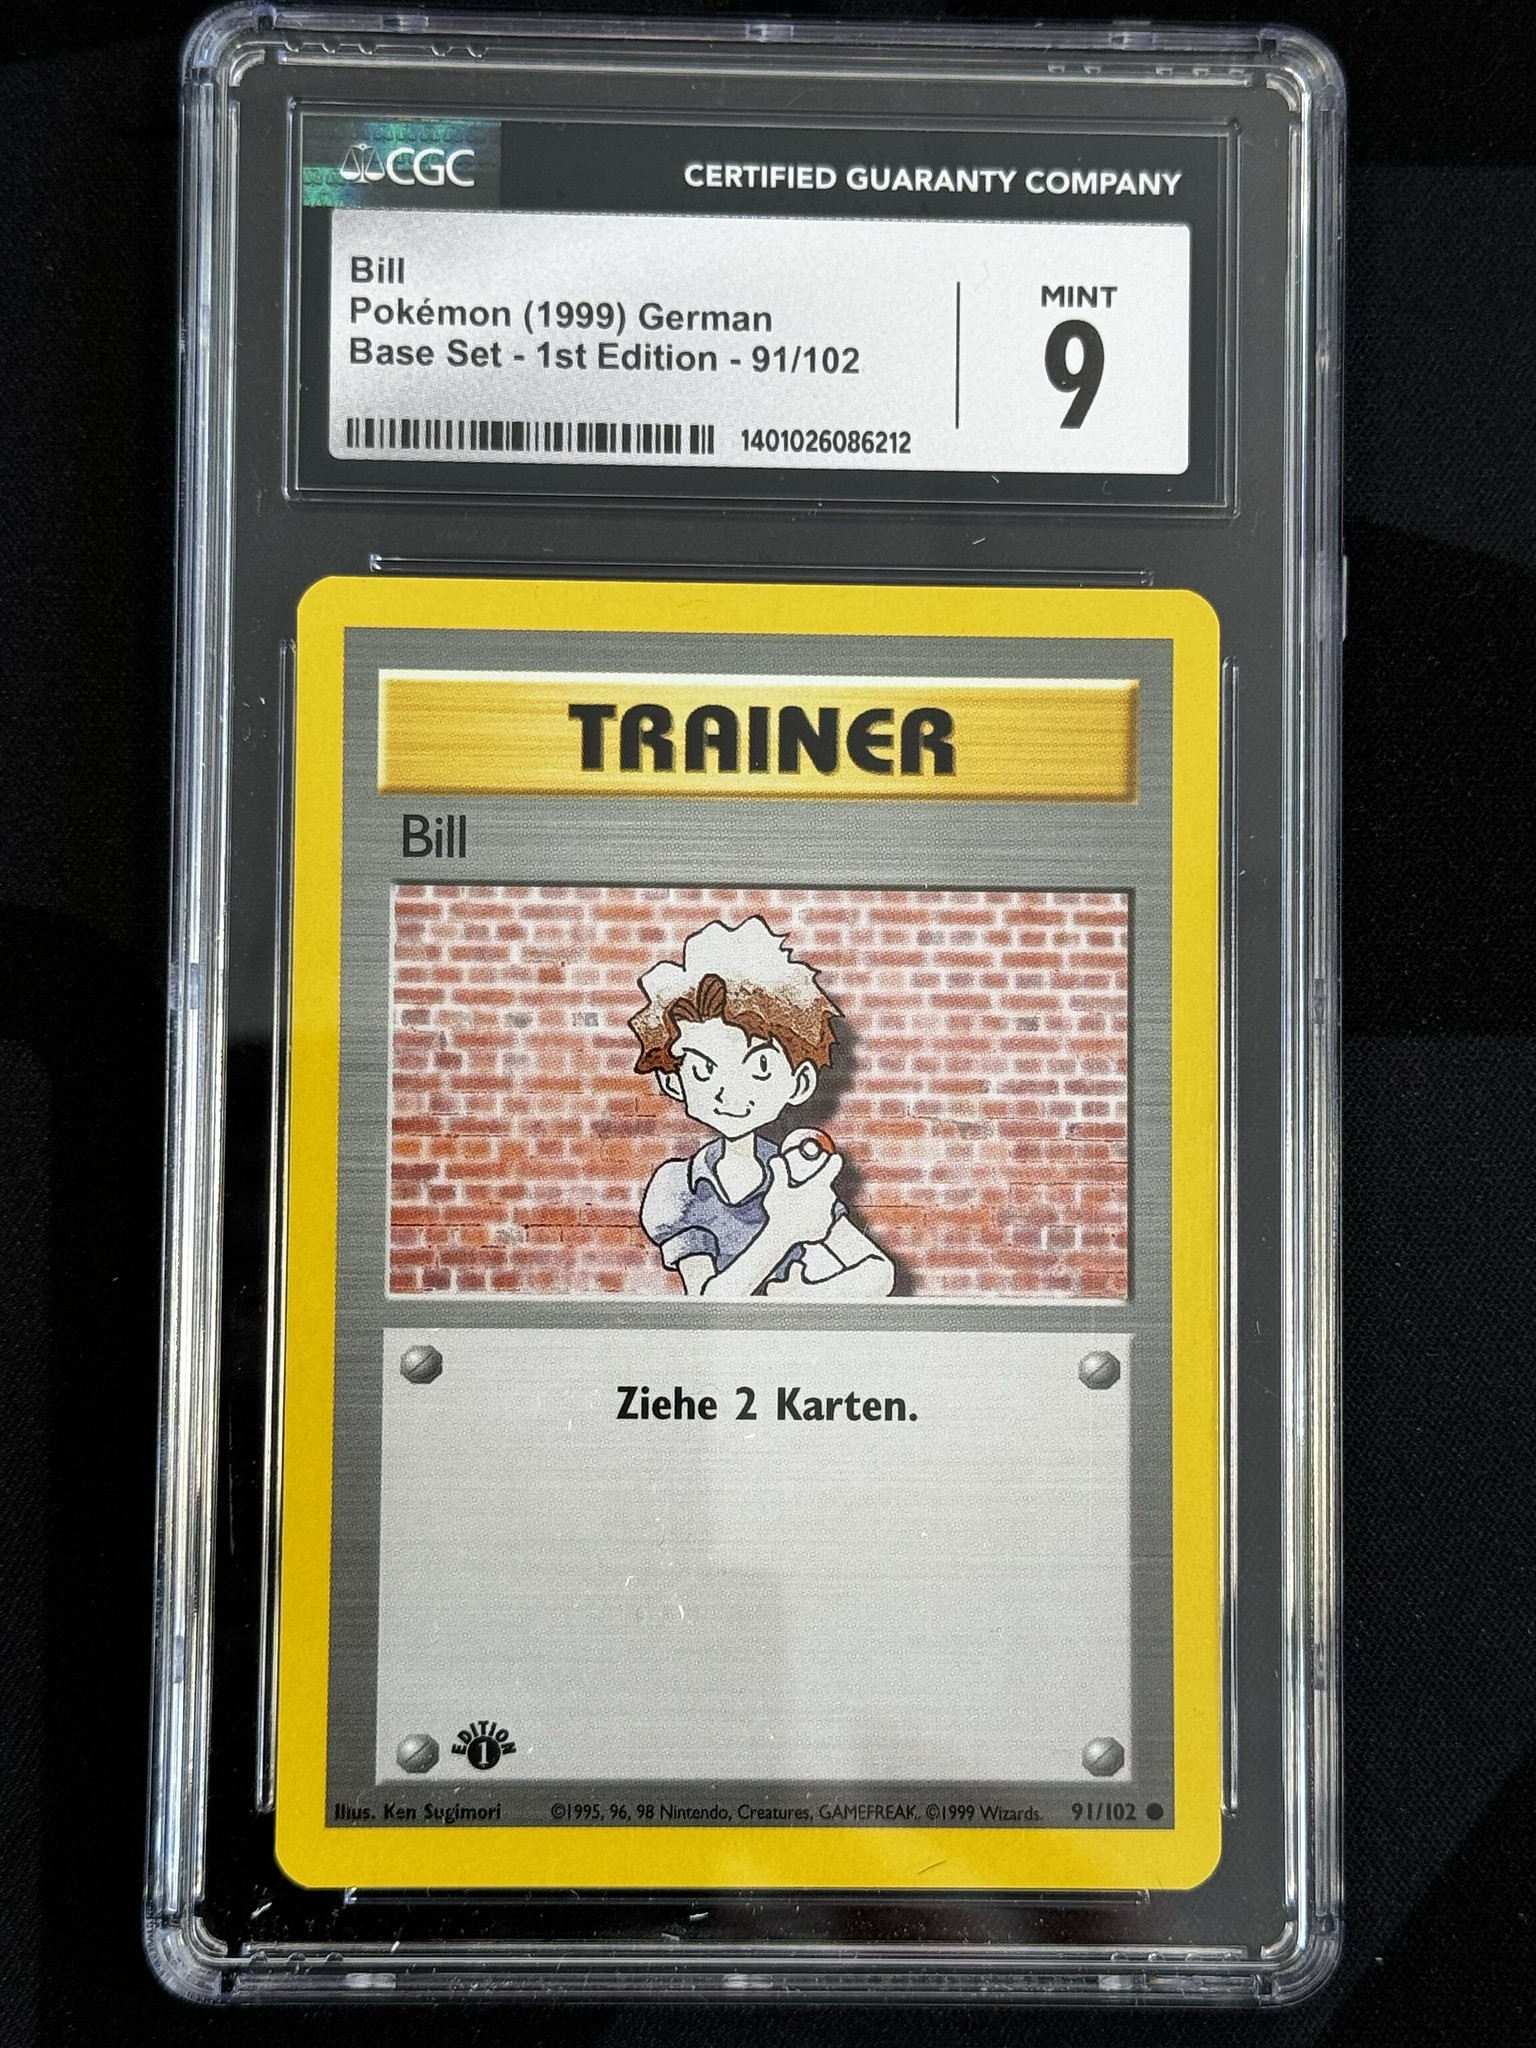 CGC
CERTIFIED GUARANTY COMPANY
Bill
Pokémon (1999) German
Base Set - 1st Edition - 91/102
1401026086212
MINT
9
TRAINER
Bill
Ziehe 2 Karten.
EDITION
1
Illus. Ken Sugimori
©1995, 96, 98 Nintendo, Creatures, GAMEFREAK. ©1999 Wizards.
91/102